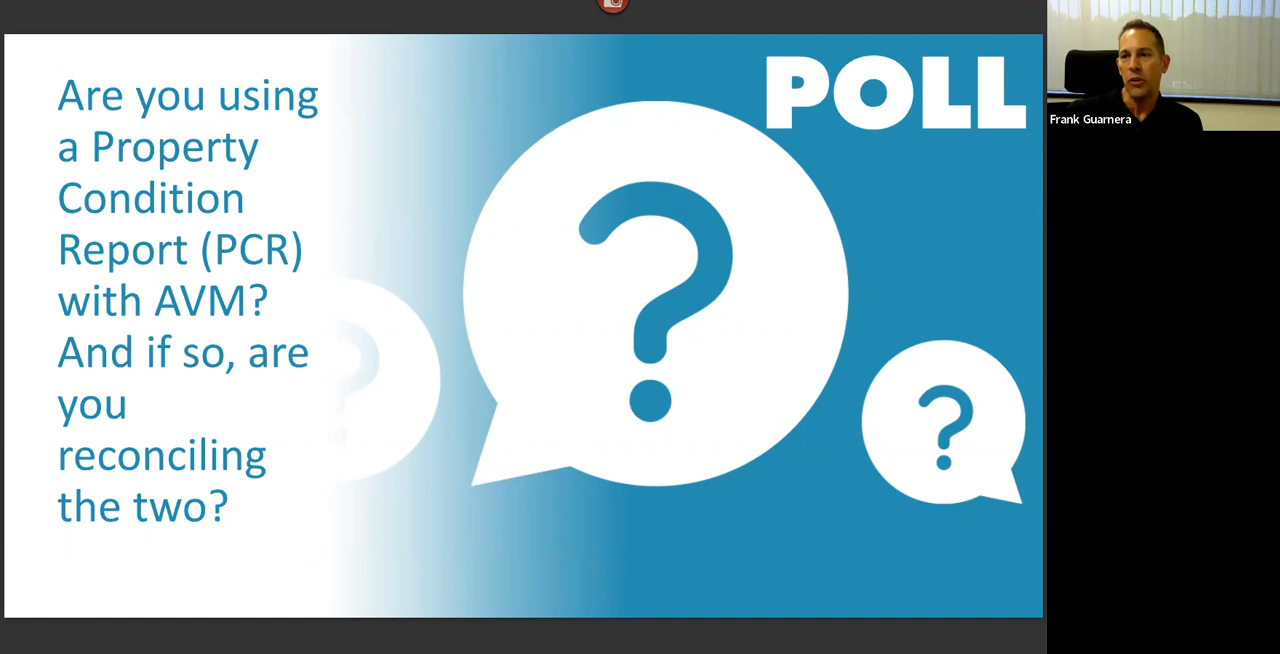 Are you using
a Property
Condition
Report (PCR)
with AVM?
And if so, are
you
reconciling
the two?
POLL
Frank Guarnera